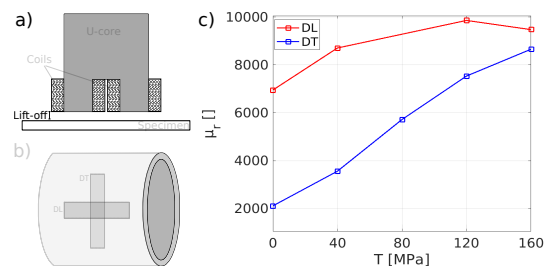 a)
U-core
Coils
Lift-off
Specimen
b)
DT
DL
c)
DL
DT
10000
8000
6000
4000
2000
μr []
0
40
80
120
160
T [MPa]